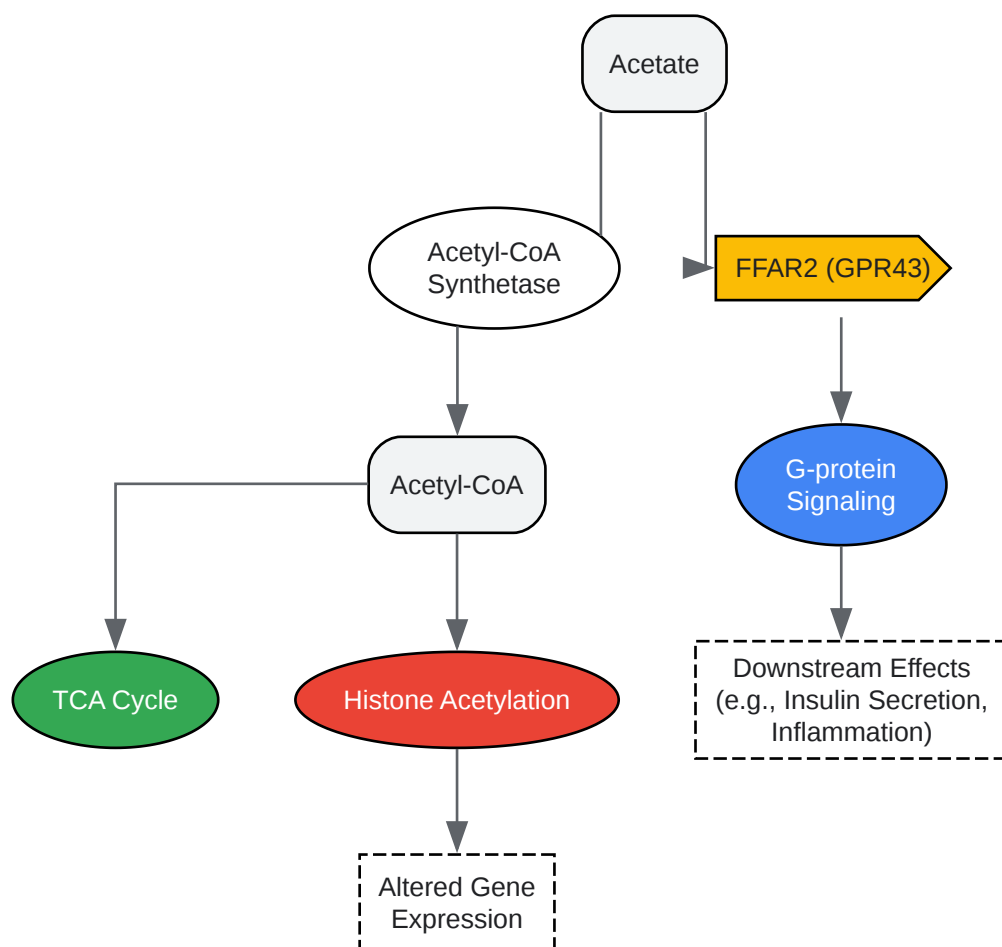 Acetate
Acetyl-CoA
Synthetase
FFAR2 (GPR43)
Acetyl-CoA
G-protein
Signaling
TCA Cycle
Histone Acetylation
Downstream Effects
(e.g., Insulin Secretion,
Inflammation)
Altered Gene
Expression